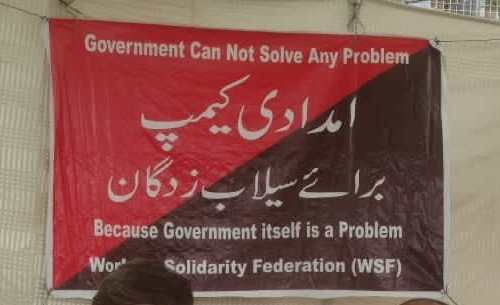 Government Can Not Solve Any Problem
امدادی کیمپ
برائے سیلاب زدگان
Because Government itself is a Problem
Solidarity Federation (WSF)